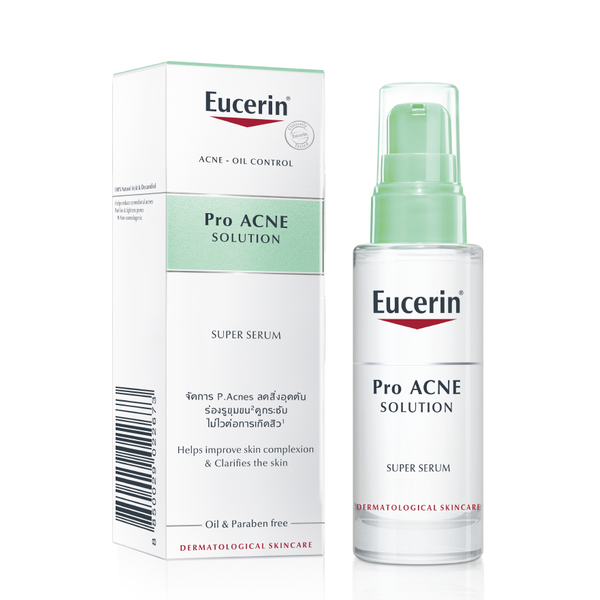 Eucerin®
ACNE - OIL CONTROL
Pro ACNE
SOLUTION
SUPER SERUM
จัดการ P.Acnes ลดสิ่งอุดตัน
ร่องรูขุมขน²ดูกระชับ
ไม่ไวต่อการเกิดสิว¹
Helps improve skin complexion
& Clarifies the skin
Oil & Paraben free
DERMATOLOGICAL SKINCARE
8 850029 022673
Eucerin®
Pro ACNE
SOLUTION
SUPER SERUM
DERMATOLOGICAL SKINCARE